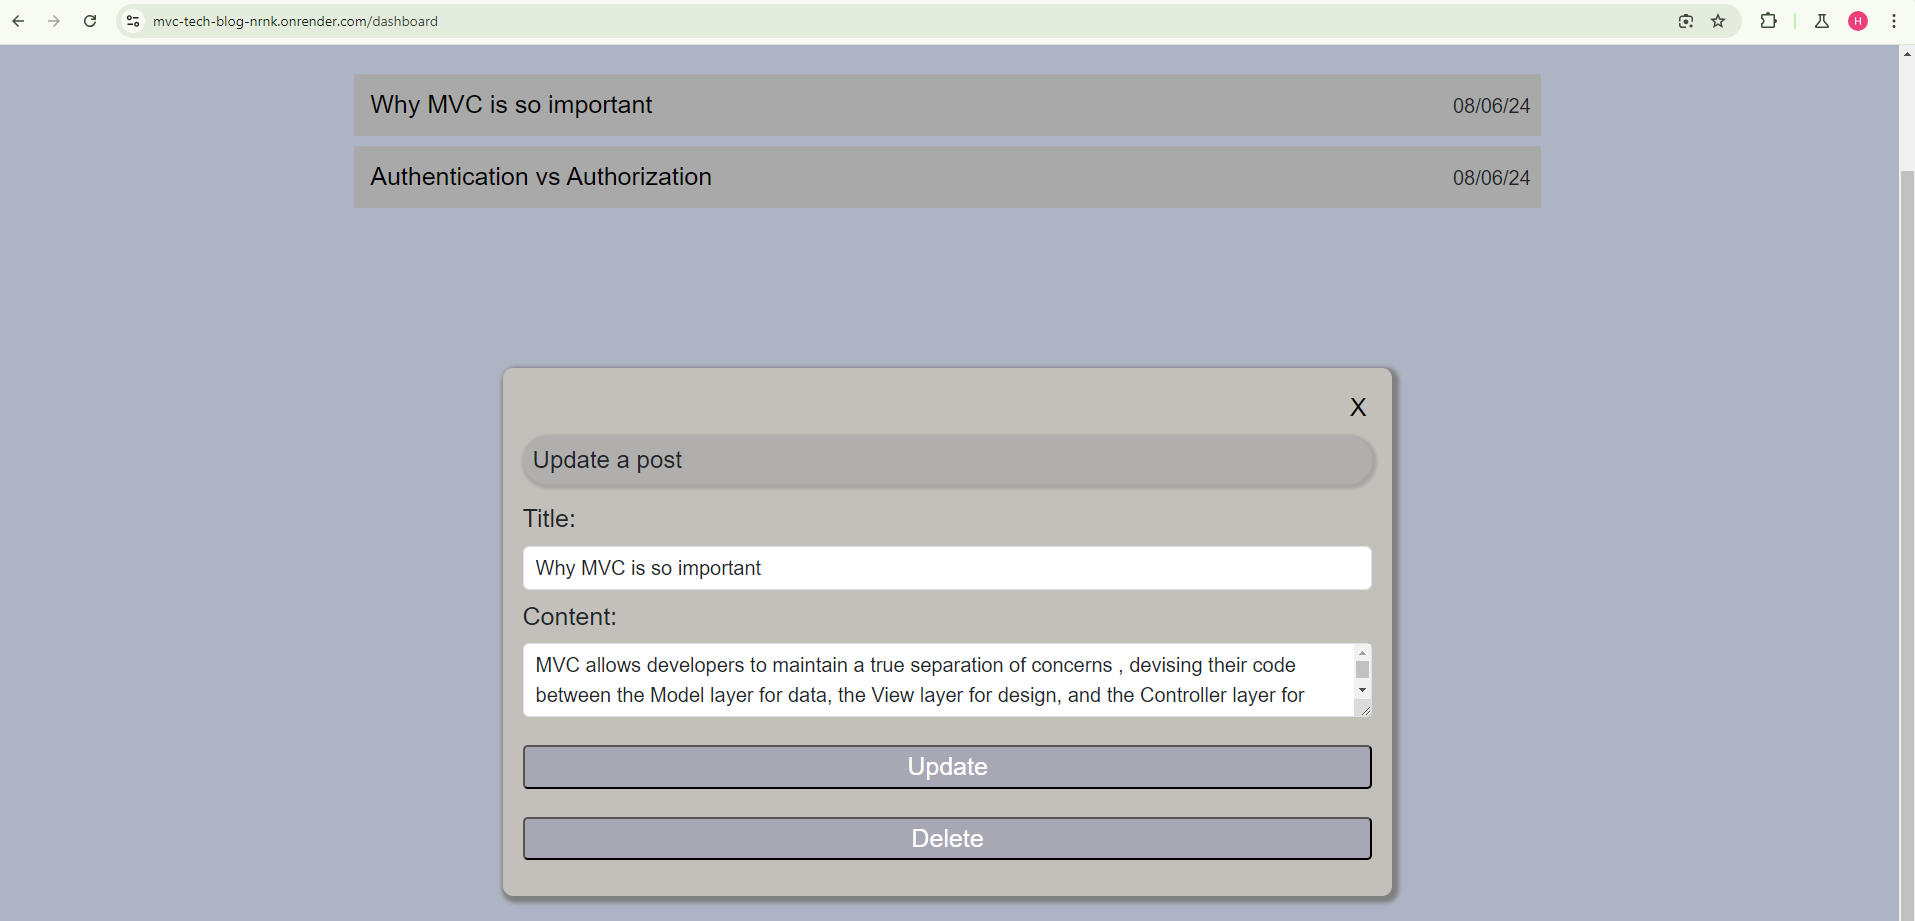 mvc-tech-blog-nrnk.onrender.com/dashboard
H
Why MVC is so important 08/06/24
Authentication vs Authorization 08/06/24
X
Update a post
Title:
Why MVC is so important
Content:
MVC allows developers to maintain a true separation of concerns , devising their code
between the Model layer for data, the View layer for design, and the Controller layer for
Update
Delete